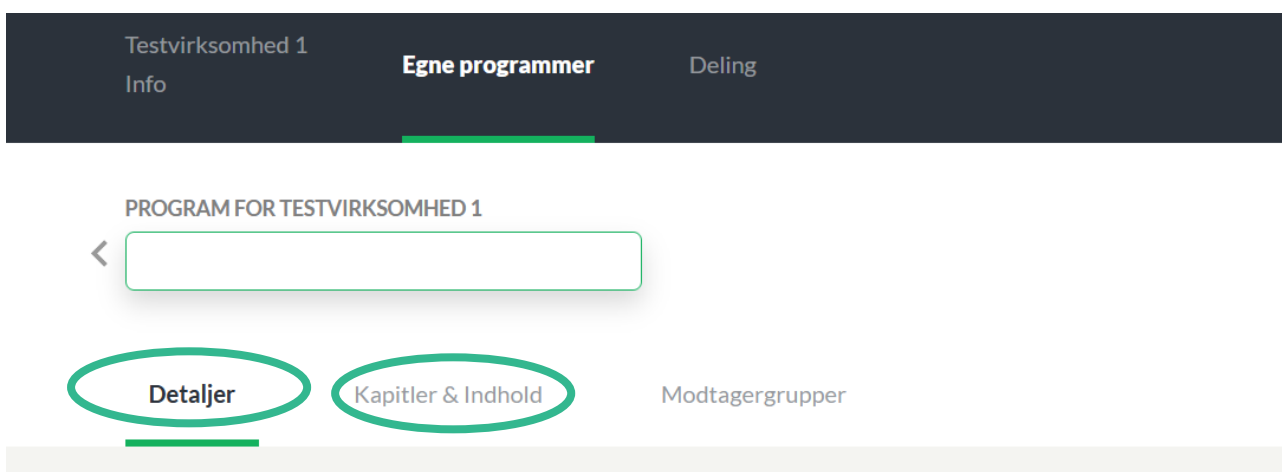 Testvirksomhed 1
Info
Egne programmer
Deling
PROGRAM FOR TESTVIRKSOMHED 1
Detaljer
Kapitler & Indhold
Modtagergrupper